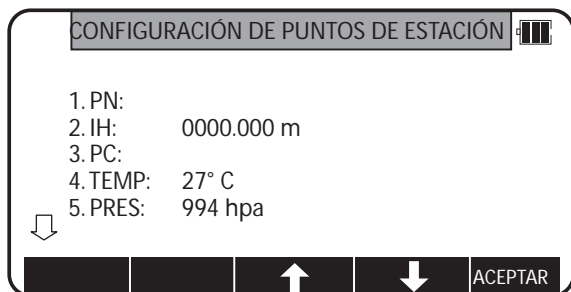 CONFIGURACIÓN DE PUNTOS DE ESTACIÓN
1. PN:
2. IH: 0000.000 m
3. PC:
4. TEMP: 27° C
5. PRES: 994 hpa
ACEPTAR